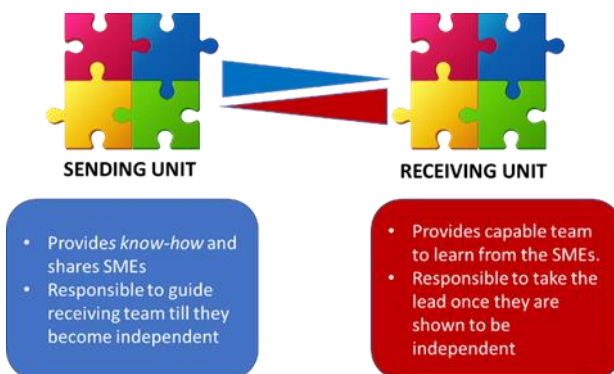 SENDING UNIT
RECEIVING UNIT
• Provides know-how and
shares SMEs
• Responsible to guide
receiving team till they
become independent
• Provides capable team
to learn from the SMEs.
• Responsible to take the
lead once they are
shown to be
independent